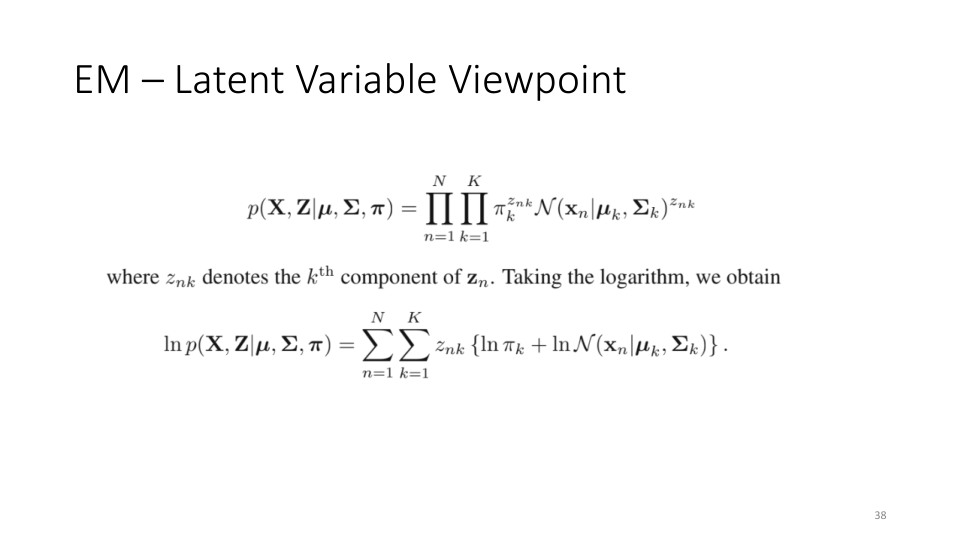 EM – Latent Variable Viewpoint
$p(\mathbf{X}, \mathbf{Z}|\boldsymbol{\mu}, \boldsymbol{\Sigma}, \boldsymbol{\pi}) = \prod_{n=1}^{N} \prod_{k=1}^{K} \pi_k^{z_{nk}} \mathcal{N}(\mathbf{x}_n|\boldsymbol{\mu}_k, \boldsymbol{\Sigma}_k)^{z_{nk}}$
where $z_{nk}$ denotes the $k^{\text{th}}$ component of $\mathbf{z}_n$. Taking the logarithm, we obtain
$\ln p(\mathbf{X}, \mathbf{Z}|\boldsymbol{\mu}, \boldsymbol{\Sigma}, \boldsymbol{\pi}) = \sum_{n=1}^{N} \sum_{k=1}^{K} z_{nk} \{\ln \pi_k + \ln \mathcal{N}(\mathbf{x}_n|\boldsymbol{\mu}_k, \boldsymbol{\Sigma}_k)\}.$
38